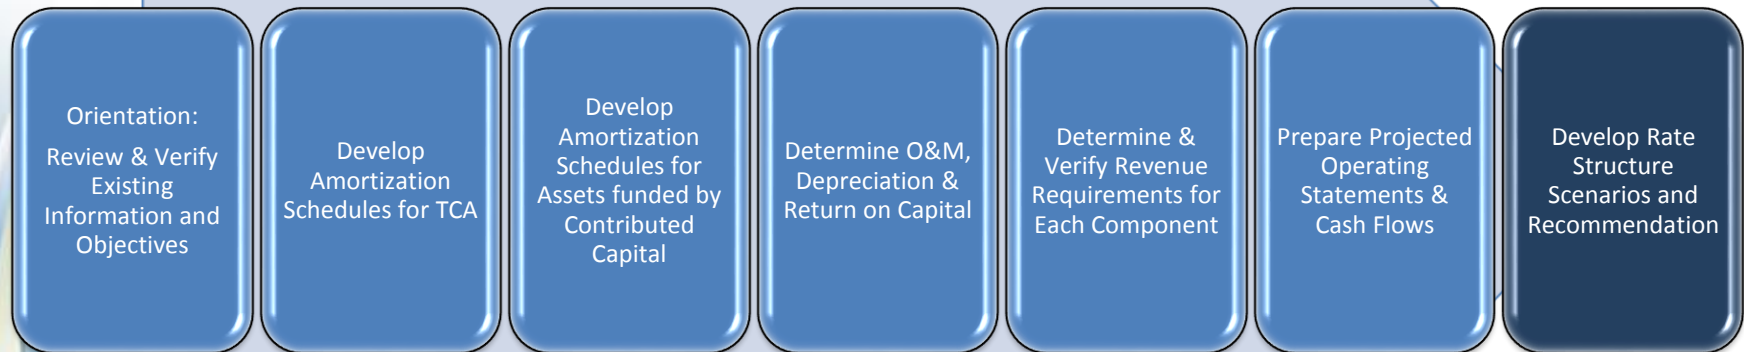 Orientation:
Review & Verify
Existing
Information and
Objectives
Develop
Amortization
Schedules for TCA
Develop
Amortization
Schedules for
Assets funded by
Contributed
Capital
Determine O&M,
Depreciation &
Return on Capital
Determine &
Verify Revenue
Requirements for
Each Component
Prepare Projected
Operating
Statements &
Cash Flows
Develop Rate
Structure
Scenarios and
Recommendation